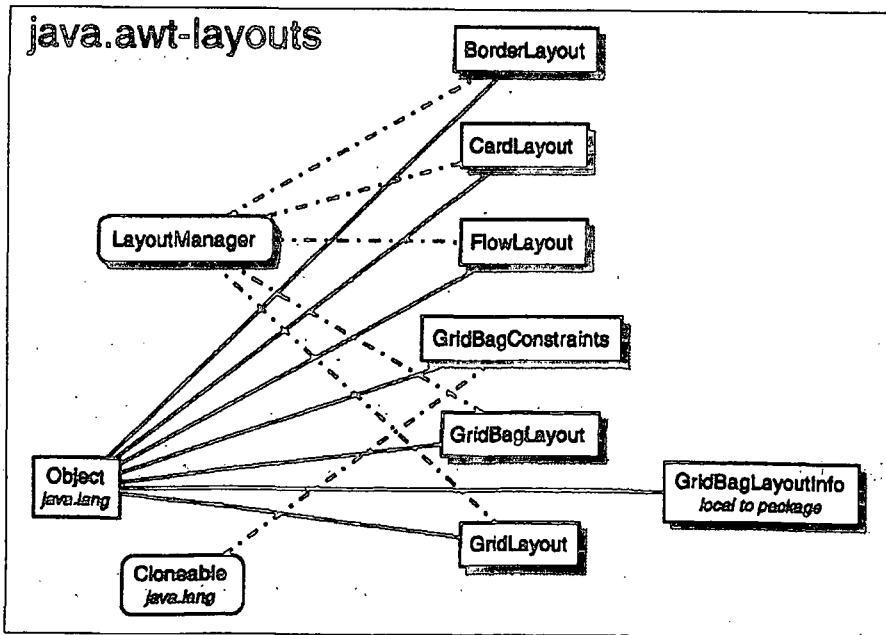 java.awt-layouts
BorderLayout
CardLayout
LayoutManager
FlowLayout
GridBagConstraints
GridBagLayout
Object
java.lang
GridBagLayoutInfo
local to package
GridLayout
Cloneable
java.lang